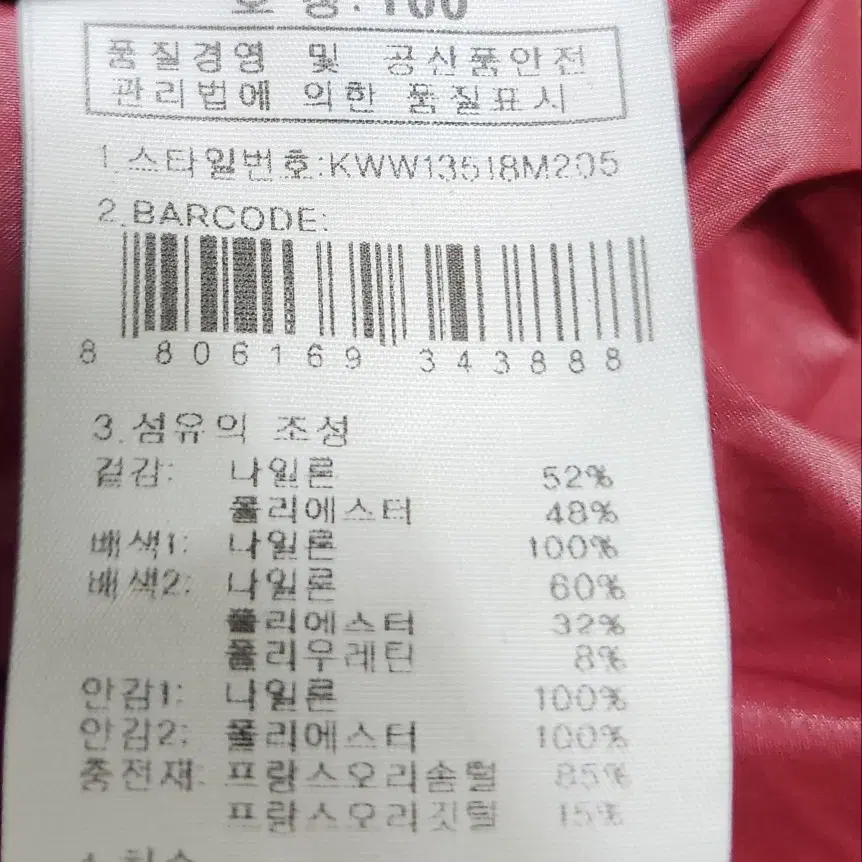 호칭:100
품질경영 및 공산품안전
관리법에 의한 품질표시
1.스타일번호:KWW13518M205
2.BARCODE:
8 806169 343888
3.섬유의 조성
겉감: 나일론 52%
폴리에스터 48%
배색1: 나일론 100%
배색2: 나일론 60%
폴리에스터 32%
폴리우레틴 8%
안감1: 나일론 100%
안감2: 폴리에스터 100%
충전재: 프랑스오리솜털 85%
프랑스오리깃털 15%